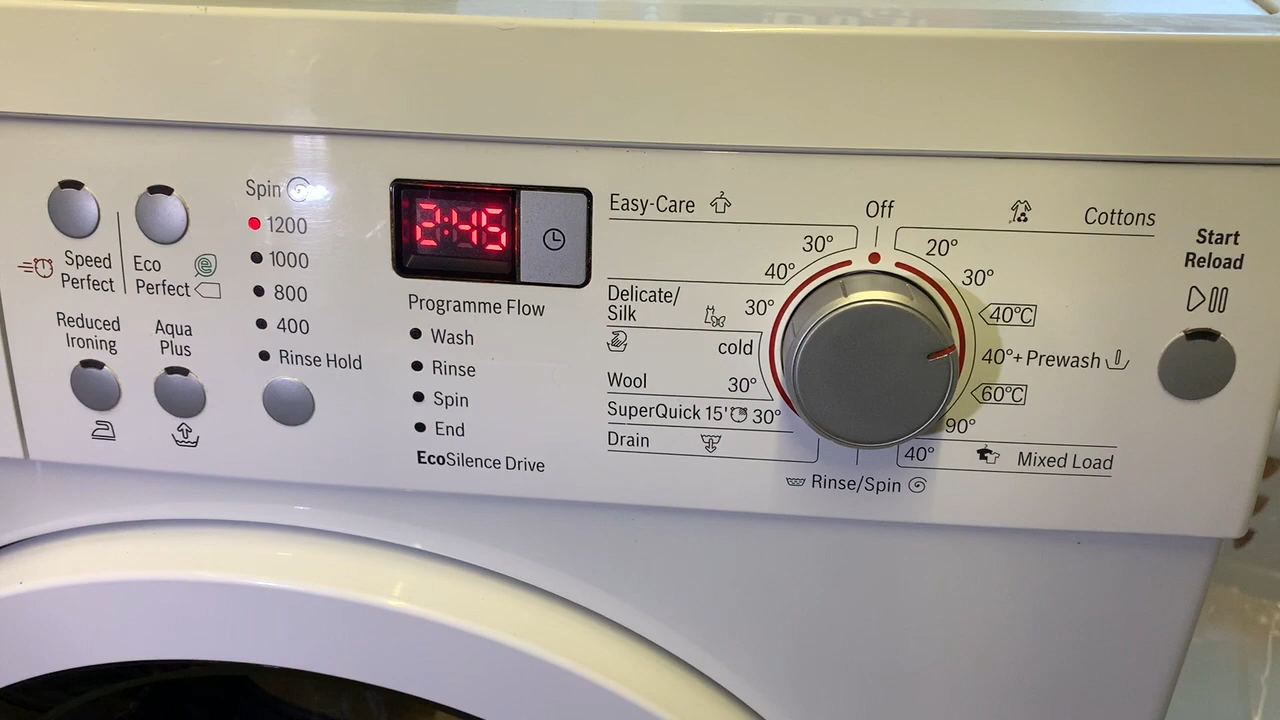 Spin
1200
1000
800
400
Rinse Hold
Speed
Perfect
Eco
Perfect
e
Reduced
Ironing
Aqua
Plus
2:45
Programme Flow
Wash
Rinse
Spin
End
EcoSilence Drive
Easy-Care
30°
40°
Delicate/
Silk
30°
cold
Wool
30°
SuperQuick 15' 30°
Drain
Off
Cottons
20°
30°
40°C
40°+Prewash
60°C
90°
40° Mixed Load
Rinse/Spin
Start
Reload